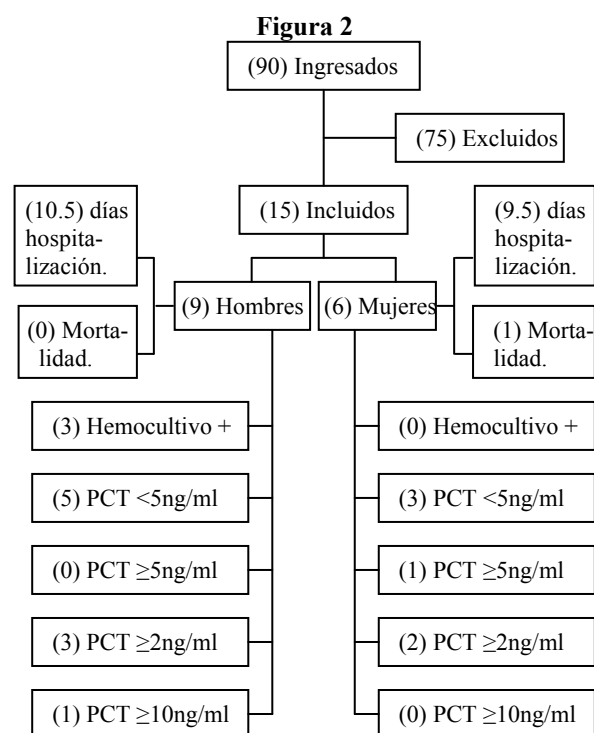 Figura 2
(90) Ingresados
(75) Excluidos
(15) Incluidos
(10.5) días
hospita-
lización.
(9.5) días
hospita-
lización.
(9) Hombres
(6) Mujeres
(0) Morta-
lidad.
(1) Morta-
lidad.
(3) Hemocultivo +
(0) Hemocultivo +
(5) PCT <5ng/ml
(3) PCT <5ng/ml
(0) PCT ≥5ng/ml
(1) PCT ≥5ng/ml
(3) PCT ≥2ng/ml
(2) PCT ≥2ng/ml
(1) PCT ≥10ng/ml
(0) PCT ≥10ng/ml